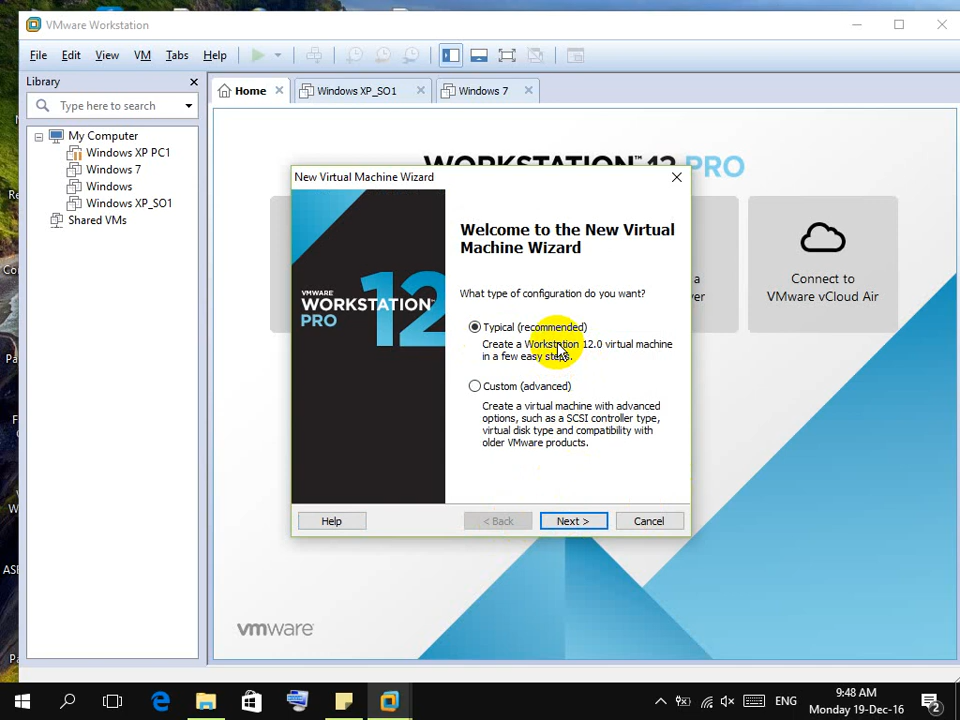 VMware Workstation
File Edit View VM Tabs Help
Library
Type here to search
My Computer
Windows XP PC1
Windows 7
Windows
Windows XP_SO1
Shared VMs
Home
Windows XP_SO1
Windows 7
WORKSTATION™ 12 PRO
Connect to
VMware vCloud Air
New Virtual Machine Wizard
VMWARE
WORKSTATION™
PRO
12
Welcome to the New Virtual
Machine Wizard
What type of configuration do you want?
Typical (recommended)
Create a Workstation 12.0 virtual machine
in a few easy steps.
Custom (advanced)
Create a virtual machine with advanced
options, such as a SCSI controller type,
virtual disk type and compatibility with
older VMware products.
Help
< Back
Next >
Cancel
vmware
ENG
9:48 AM
Monday 19-Dec-16
2